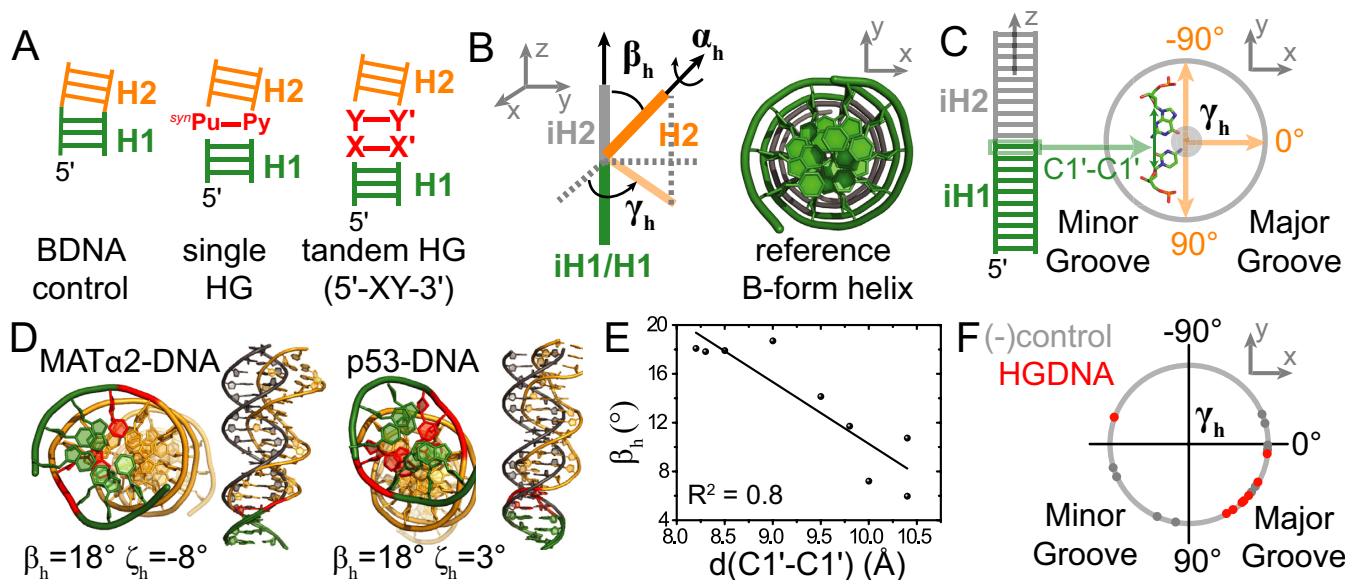 A
H2
H1
5'
BDNA
control
H2
synPu—Py
H1
5'
single
HG
H2
Y—Y'
X—X'
H1
5'
tandem HG
(5'-XY-3')
B
z
y
x
βh
αh
iH2
H2
γh
iH1/H1
y
x
reference
B-form helix
C
z
iH2
iH1
5'
C1'-C1'
y
x
-90°
γh
0°
90°
Minor
Groove
Major
Groove
D
MATα2-DNA
βh=18° ζh=-8°
p53-DNA
βh=18° ζh=3°
E
20
16
12
8
4
βh (°)
R² = 0.8
8.0 8.5 9.0 9.5 10.0 10.5
d(C1'-C1') (Å)
F
(-)control
HGDNA
-90°
y
x
γh
0°
90°
Minor
Groove
Major
Groove